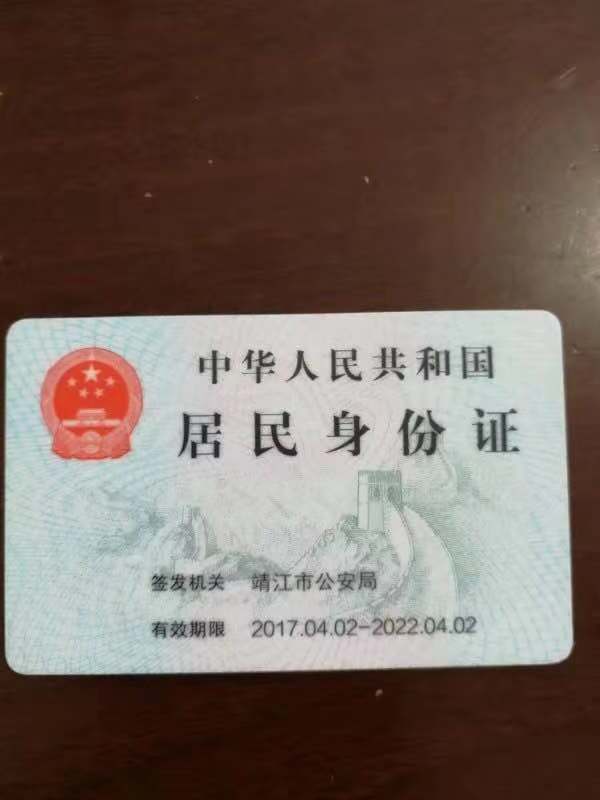 中华人民共和国
居民身份证
签发机关 靖江市公安局
有效期限 2017.04.02-2022.04.02